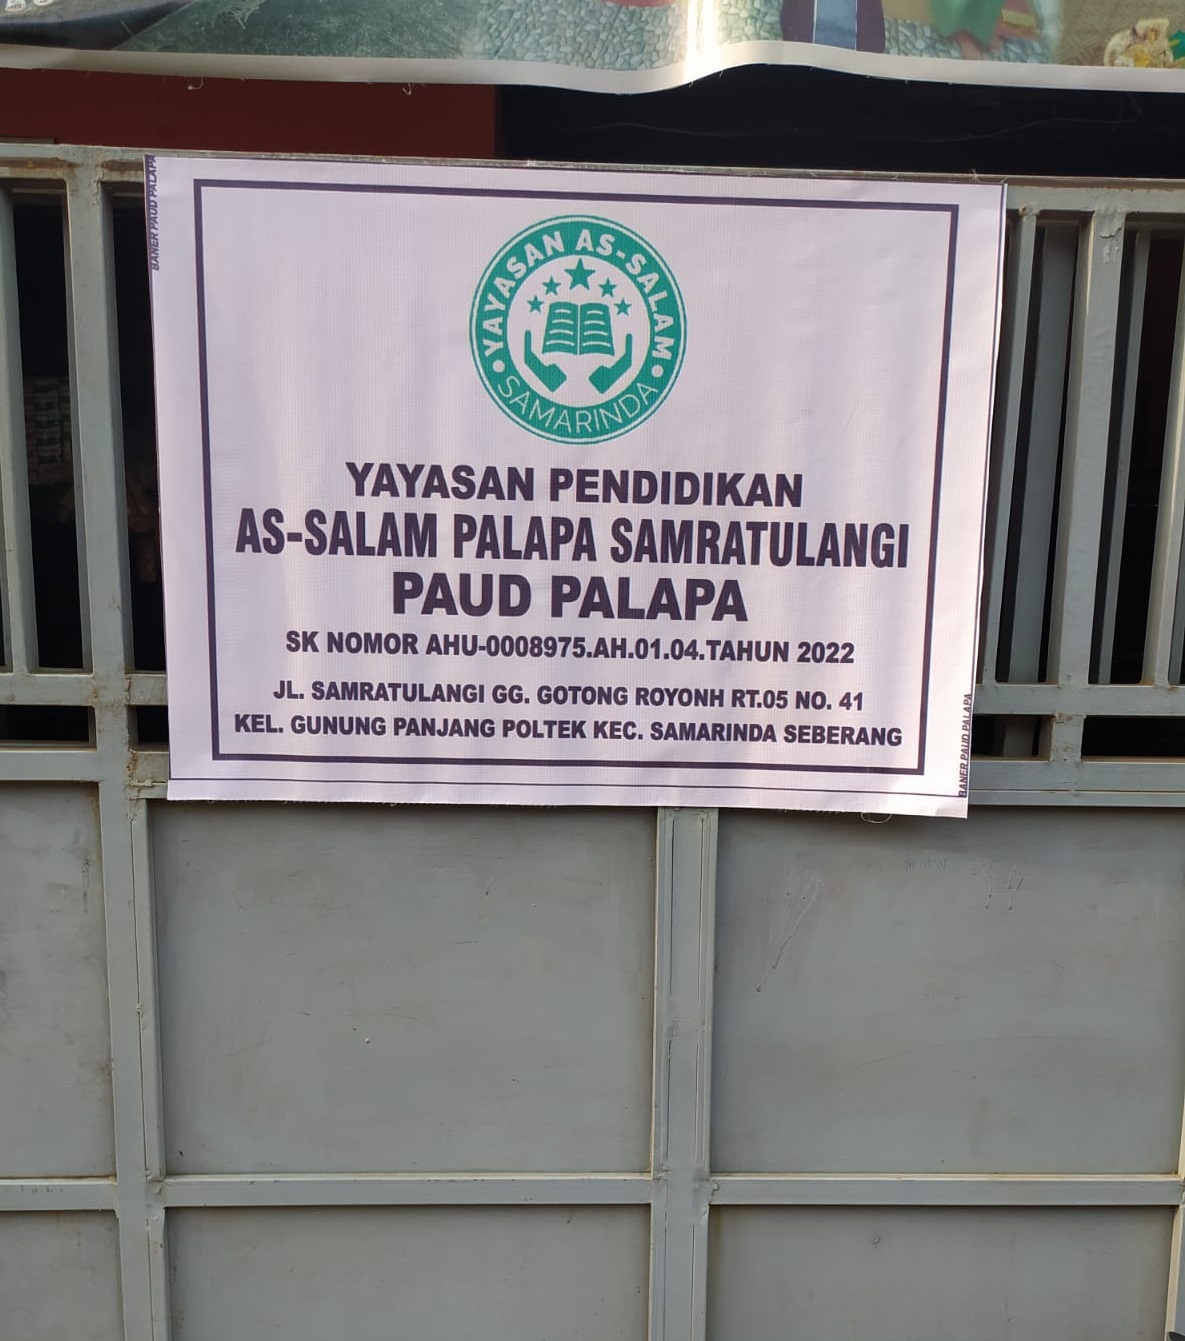 BANER PAUD PALAPA
YAYASAN AS-SALAM
SAMARINDA
YAYASAN PENDIDIKAN
AS-SALAM PALAPA SAMRATULANGI
PAUD PALAPA
SK NOMOR AHU-0008975.AH.01.04.TAHUN 2022
JL. SAMRATULANGI GG. GOTONG ROYONH RT.05 NO. 41
KEL. GUNUNG PANJANG POLTEK KEC. SAMARINDA SEBERANG
BANER PAUD PALAPA